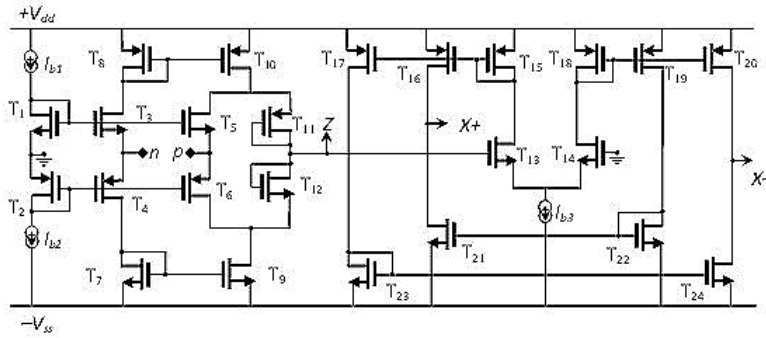 +Vdd
T8 T10 T17 T16 T15 T18 T19 T20
Ib1
T1 T3 T5 T11 Z X+
n p T13 T14 X-
T2 T4 T6 T12
Ib2 Ib3
T21 T22
T7 T9 T23 T24
−Vss